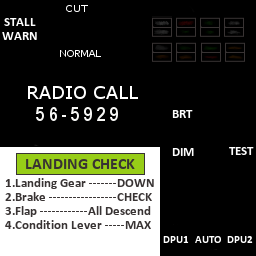 CUT
STALL
WARN
NORMAL
RADIO CALL
56-5929
BRT
DIM
TEST
LANDING CHECK
1.Landing Gear -------DOWN
2.Brake -----------------CHECK
3.Flap ------------All Descend
4.Condition Lever -----MAX
DPU1 AUTO DPU2